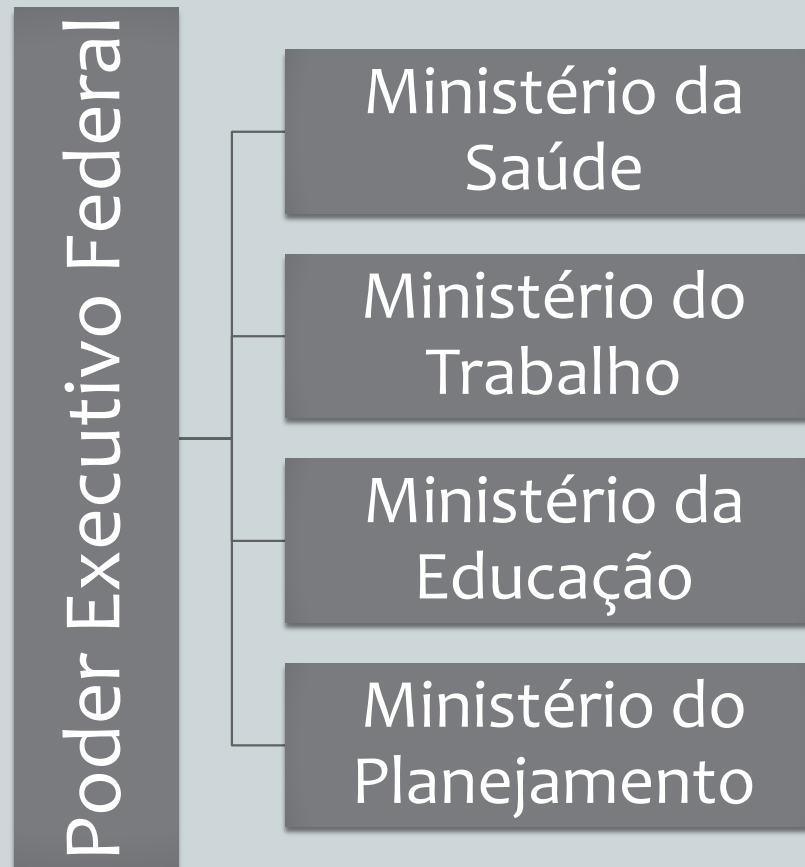 Poder Executivo Federal
Ministério da
Saúde
Ministério do
Trabalho
Ministério da
Educação
Ministério do
Planejamento